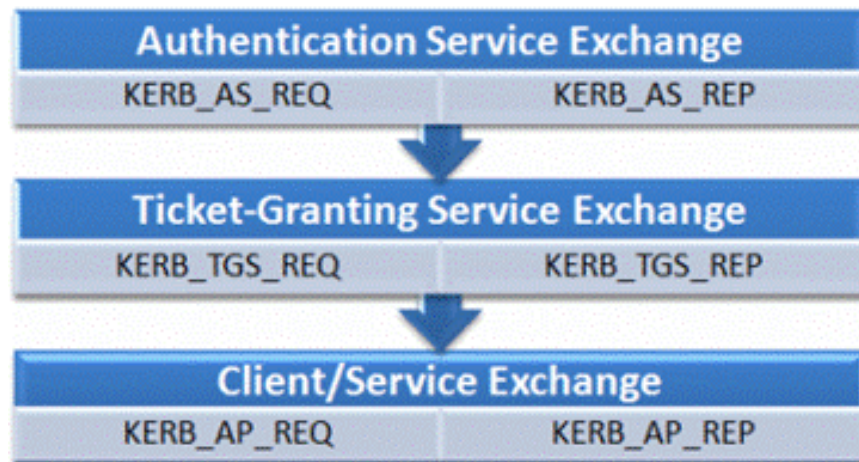 Authentication Service Exchange
KERB_AS_REQ KERB_AS_REP
Ticket-Granting Service Exchange
KERB_TGS_REQ KERB_TGS_REP
Client/Service Exchange
KERB_AP_REQ KERB_AP_REP